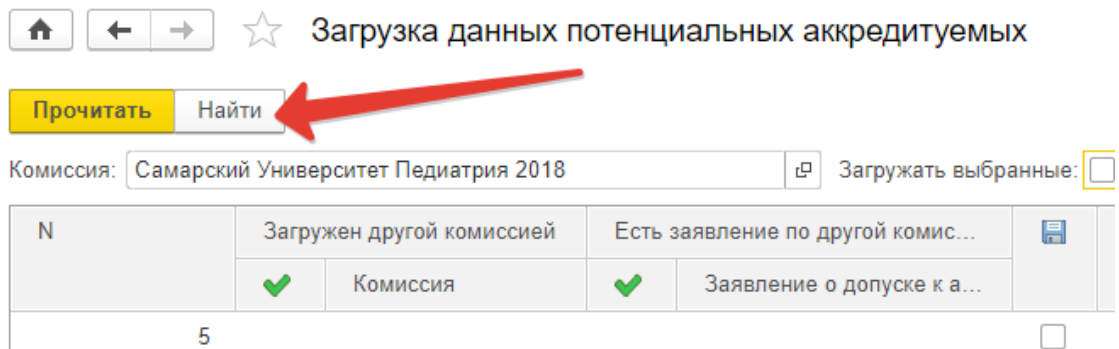 Загрузка данных потенциальных аккредитуемых
Прочитать Найти
Комиссия: Самарский Университет Педиатрия 2018 Загружать выбранные:
N Загружен другой комиссией Есть заявление по другой комис...
Комиссия Заявление о допуске к а...
5